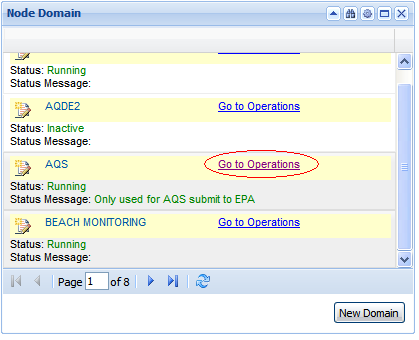 Node Domain
Status: Running
Status Message:
AQDE2 Go to Operations
Status: Inactive
Status Message:
AQS Go to Operations
Status: Running
Status Message: Only used for AQS submit to EPA
BEACH MONITORING Go to Operations
Status: Running
Status Message:
Page 1 of 8
New Domain